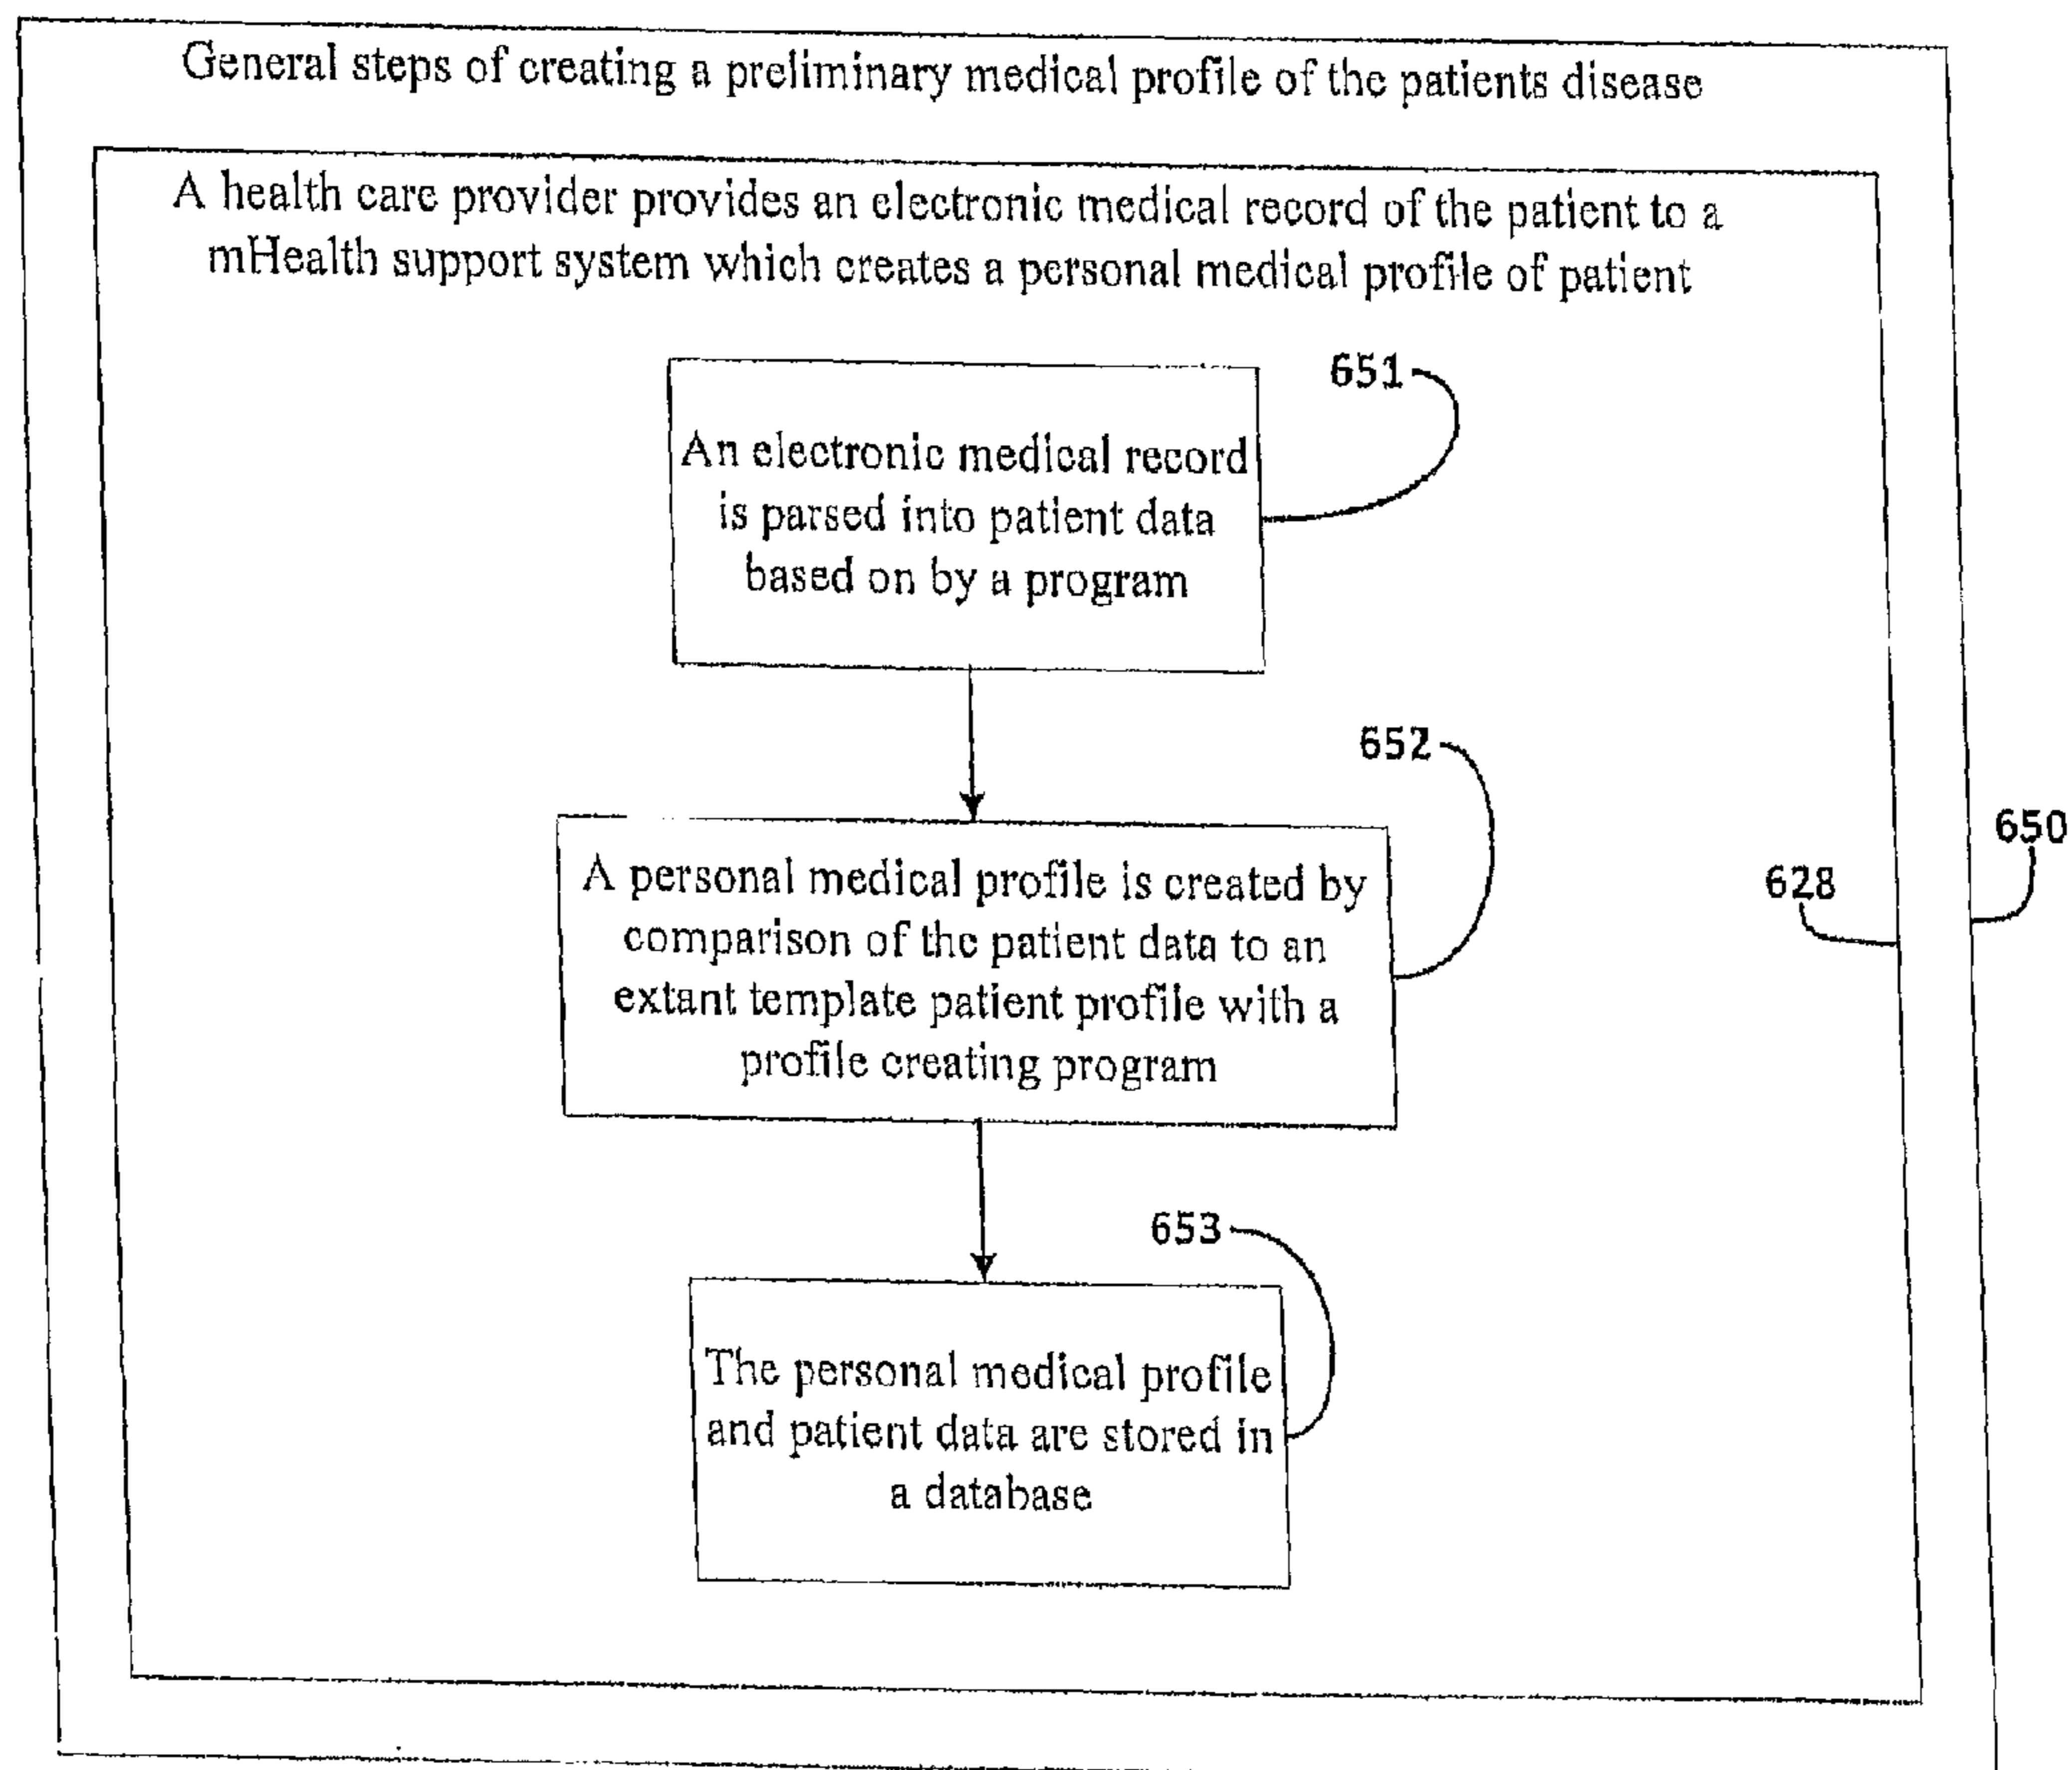 General steps of creating a preliminary medical profile of the patients disease
A health care provider provides an electronic medical record of the patient to a
mHealth support system which creates a personal medical profile of patient
651
An electronic medical record
is parsed into patient data
based on by a program
652
A personal medical profile is created by
comparison of the patient data to an
extant template patient profile with a
profile creating program
650
628
653
The personal medical profile
and patient data are stored in
a database